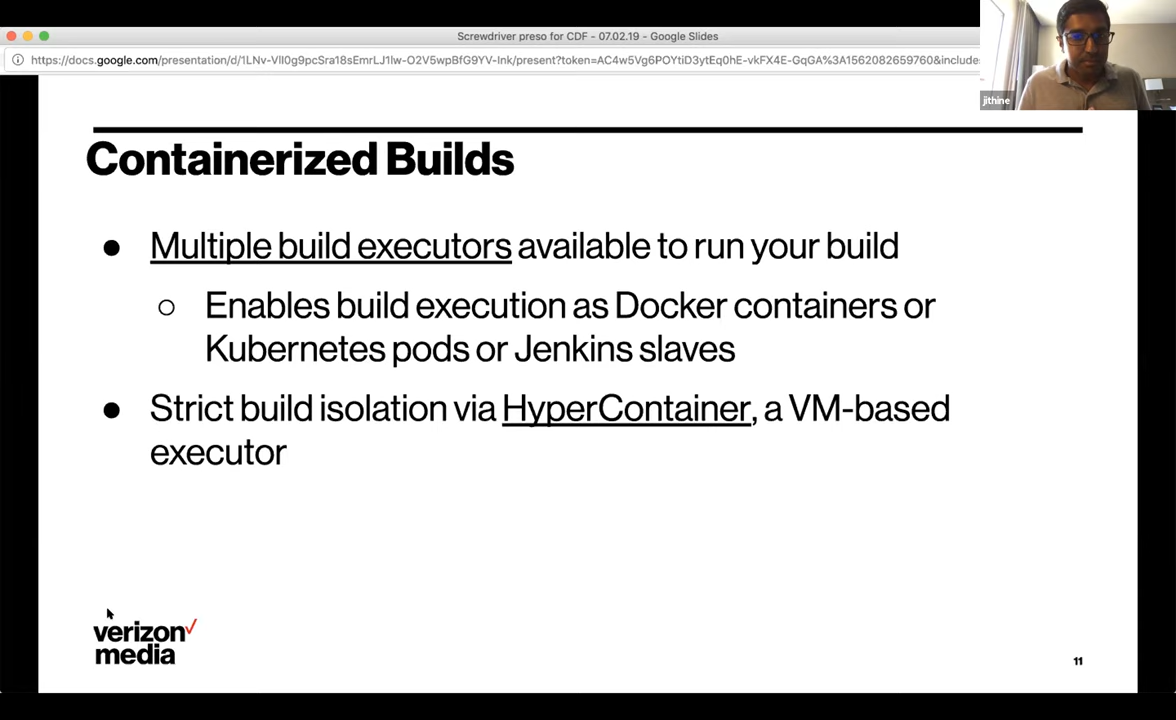 Screwdriver preso for CDF - 07.02.19 - Google Slides
jithine
Containerized Builds
● Multiple build executors available to run your build
○ Enables build execution as Docker containers or
Kubernetes pods or Jenkins slaves
● Strict build isolation via HyperContainer, a VM-based
executor
verizon✓
media
11